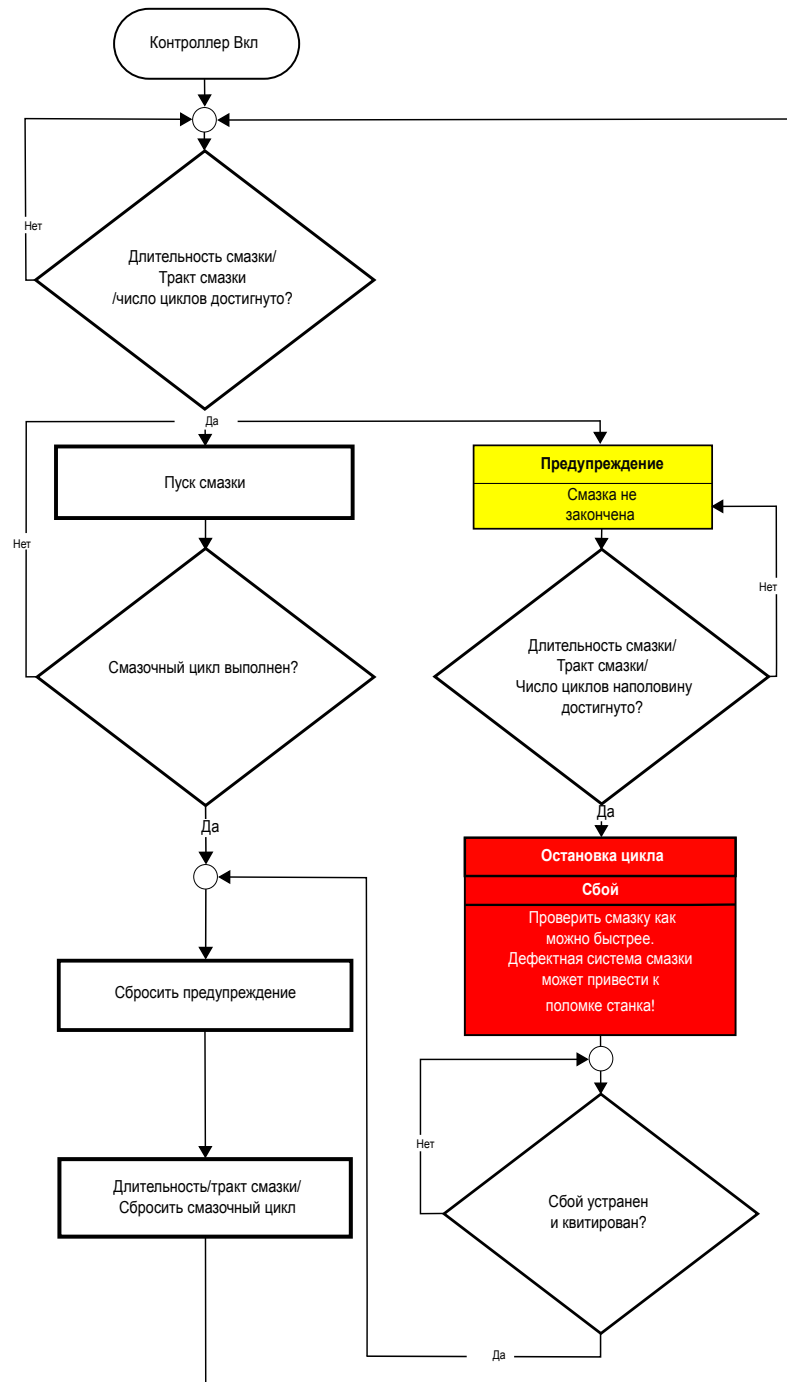 Контроллер Вкл
Нет
Длительность смазки/
Тракт смазки
/число циклов достигнуто?
Да
Пуск смазки
Предупреждение
Смазка не
закончена
Нет
Нет
Смазочный цикл выполнен?
Длительность смазки/
Тракт смазки/
Число циклов наполовину
достигнуто?
Да
Да
Остановка цикла
Сбой
Проверить смазку как
можно быстрее.
Дефектная система смазки
может привести к
поломке станка!
Сбросить предупреждение
Нет
Длительность/тракт смазки/
Сбросить смазочный цикл
Сбой устранен
и квитирован?
Да